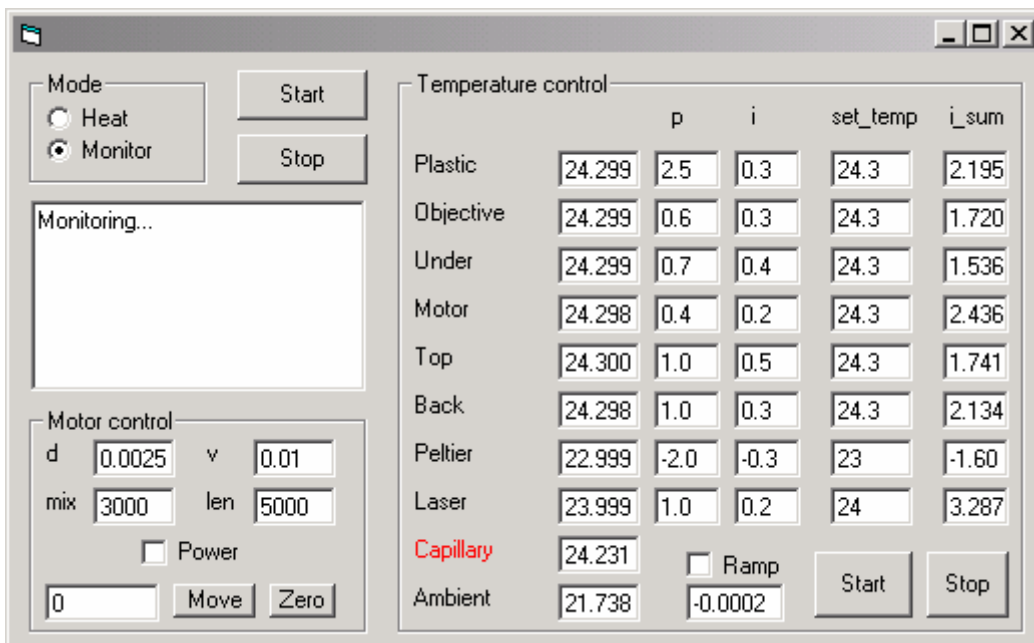 Mode
Heat
Monitor
Start
Stop
Monitoring...
Motor control
d 0.0025 v 0.01
mix 3000 len 5000
Power
0 Move Zero
Temperature control
p i set_temp i_sum
Plastic 24.299 2.5 0.3 24.3 2.195
Objective 24.299 0.6 0.3 24.3 1.720
Under 24.299 0.7 0.4 24.3 1.536
Motor 24.298 0.4 0.2 24.3 2.436
Top 24.300 1.0 0.5 24.3 1.741
Back 24.298 1.0 0.3 24.3 2.134
Peltier 22.999 -2.0 -0.3 23 -1.60
Laser 23.999 1.0 0.2 24 3.287
Capillary 24.231 Ramp
Ambient 21.738 -0.0002 Start Stop